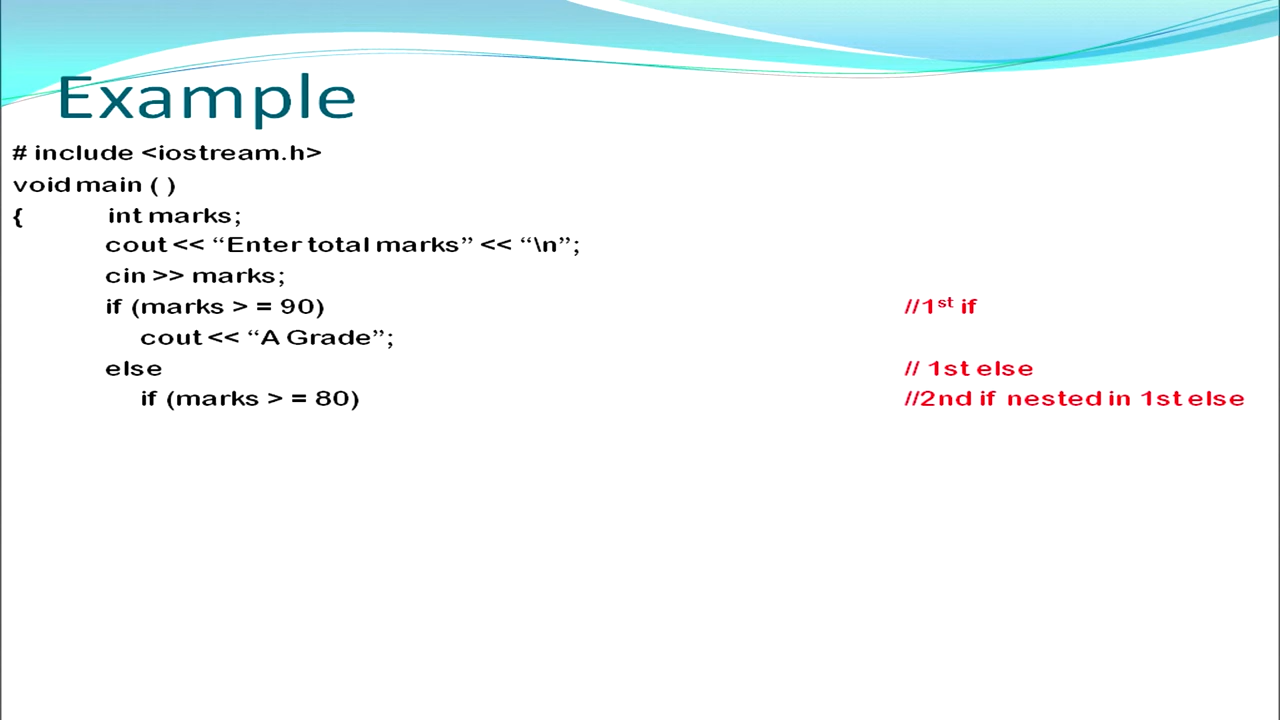 Example
# include <iostream.h>
void main ( )
{ int marks;
cout << “Enter total marks” << “\n”;
cin >> marks;
if (marks > = 90) //1st if
cout << “A Grade”;
else // 1st else
if (marks > = 80) //2nd if nested in 1st else